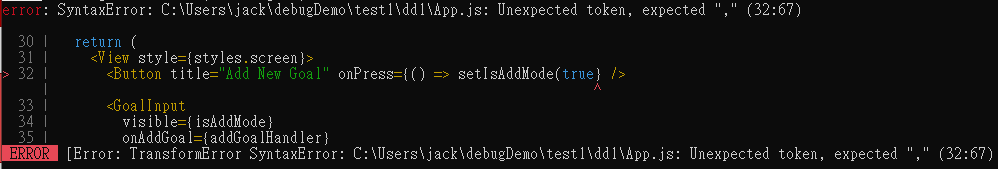 error: SyntaxError: C:\Users\jack\debugDemo\test1\dd1\App.js: Unexpected token, expected "," (32:67)
  30 |   return (
  31 |     <View style={styles.screen}>
> 32 |       <Button title="Add New Goal" onPress={() => setIsAddMode(true} />
     |                                                                    ^
  33 |       <GoalInput
  34 |         visible={isAddMode}
  35 |         onAddGoal={addGoalHandler}
ERROR  [Error: TransformError SyntaxError: C:\Users\jack\debugDemo\test1\dd1\App.js: Unexpected token, expected "," (32:67)